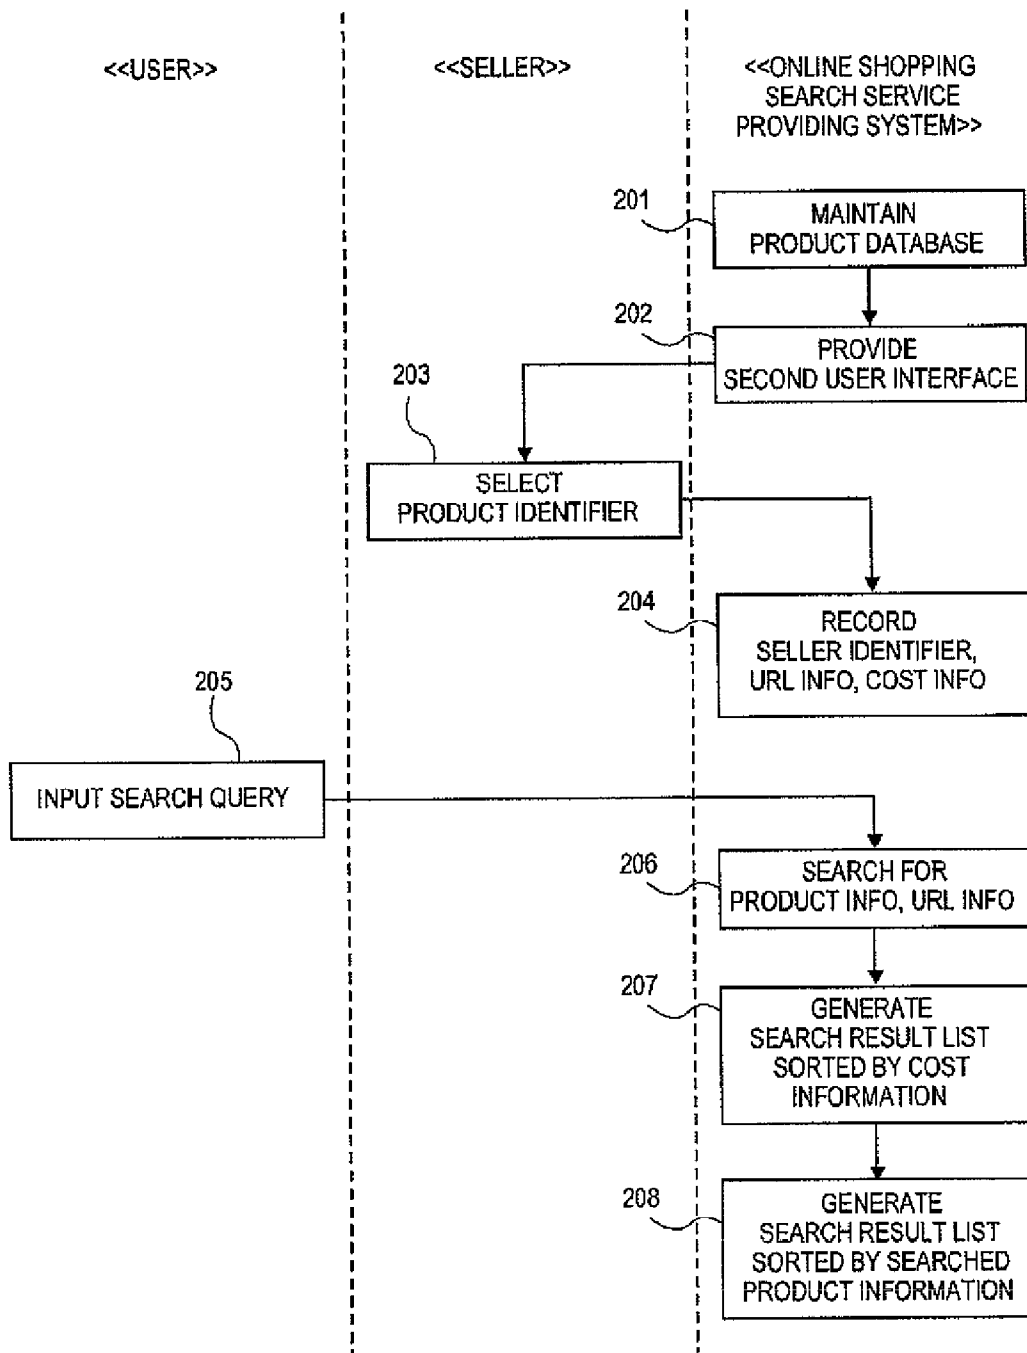 <<USER>>
<<SELLER>>
<<ONLINE SHOPPING
SEARCH SERVICE
PROVIDING SYSTEM>>
201
MAINTAIN
PRODUCT DATABASE
202
PROVIDE
SECOND USER INTERFACE
203
SELECT
PRODUCT IDENTIFIER
204
RECORD
SELLER IDENTIFIER,
URL INFO, COST INFO
205
INPUT SEARCH QUERY
206
SEARCH FOR
PRODUCT INFO, URL INFO
207
GENERATE
SEARCH RESULT LIST
SORTED BY COST
INFORMATION
208
GENERATE
SEARCH RESULT LIST
SORTED BY SEARCHED
PRODUCT INFORMATION